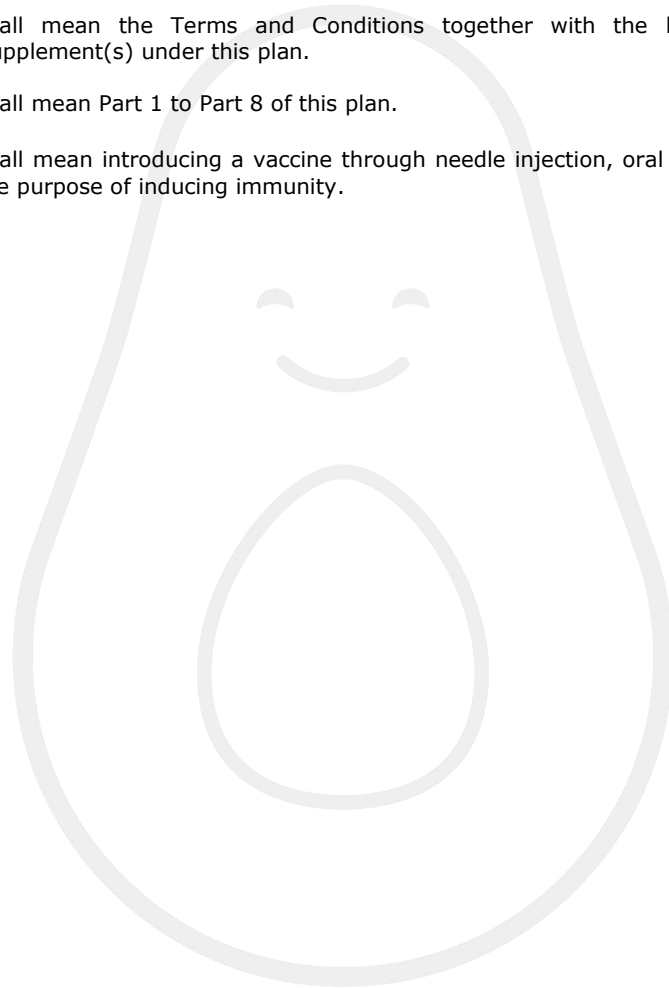 all mean the Terms and Conditions together with the
upplement(s) under this plan.
all mean Part 1 to Part 8 of this plan.
all mean introducing a vaccine through needle injection, oral
e purpose of inducing immunity.